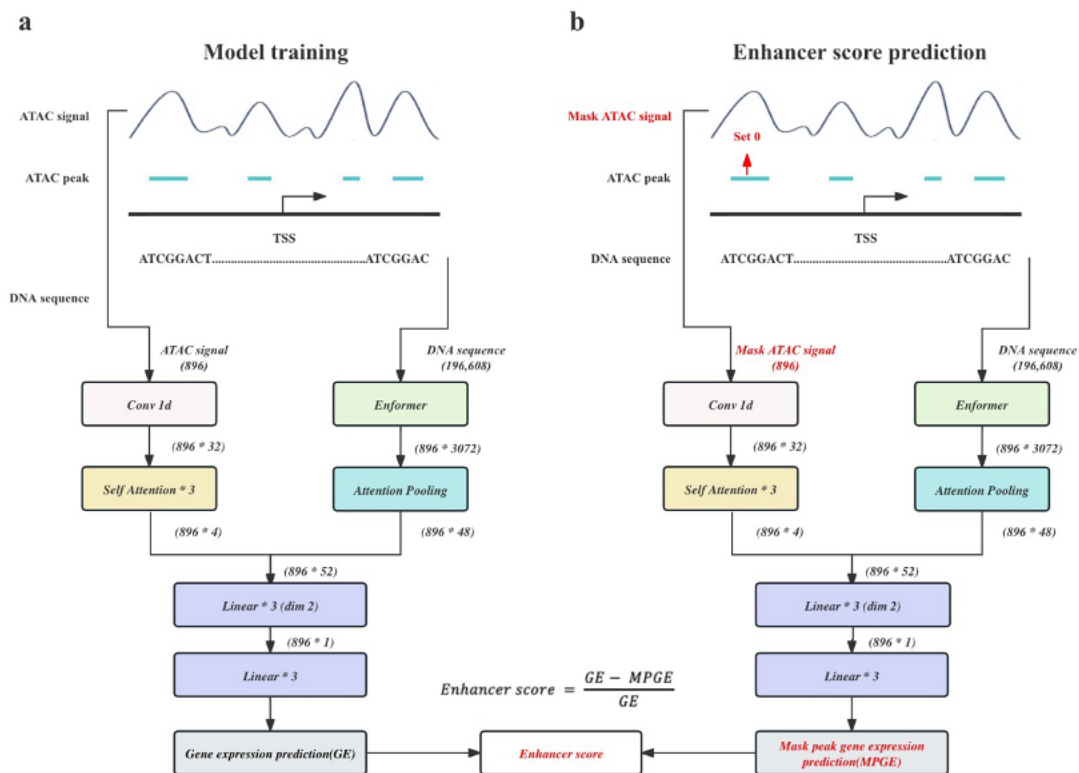 a
Model training
ATAC signal
ATAC peak
TSS
ATCGGACT.......................................ATCGGAC
DNA sequence
ATAC signal
(896)
DNA sequence
(196,608)
Conv 1d
Enformer
(896 * 32)
(896 * 3072)
Self Attention * 3
Attention Pooling
(896 * 4)
(896 * 48)
(896 * 52)
Linear * 3 (dim 2)
(896 * 1)
Linear * 3
Gene expression prediction(GE)
b
Enhancer score prediction
Mask ATAC signal
Set 0
ATAC peak
TSS
DNA sequence
ATCGGACT.......................................ATCGGAC
Mask ATAC signal
(896)
DNA sequence
(196,608)
Conv 1d
Enformer
(896 * 32)
(896 * 3072)
Self Attention * 3
Attention Pooling
(896 * 4)
(896 * 48)
(896 * 52)
Linear * 3 (dim 2)
(896 * 1)
Linear * 3
Mask peak gene expression
prediction(MPGE)
Enhancer score = GE − MPGE / GE
Enhancer score